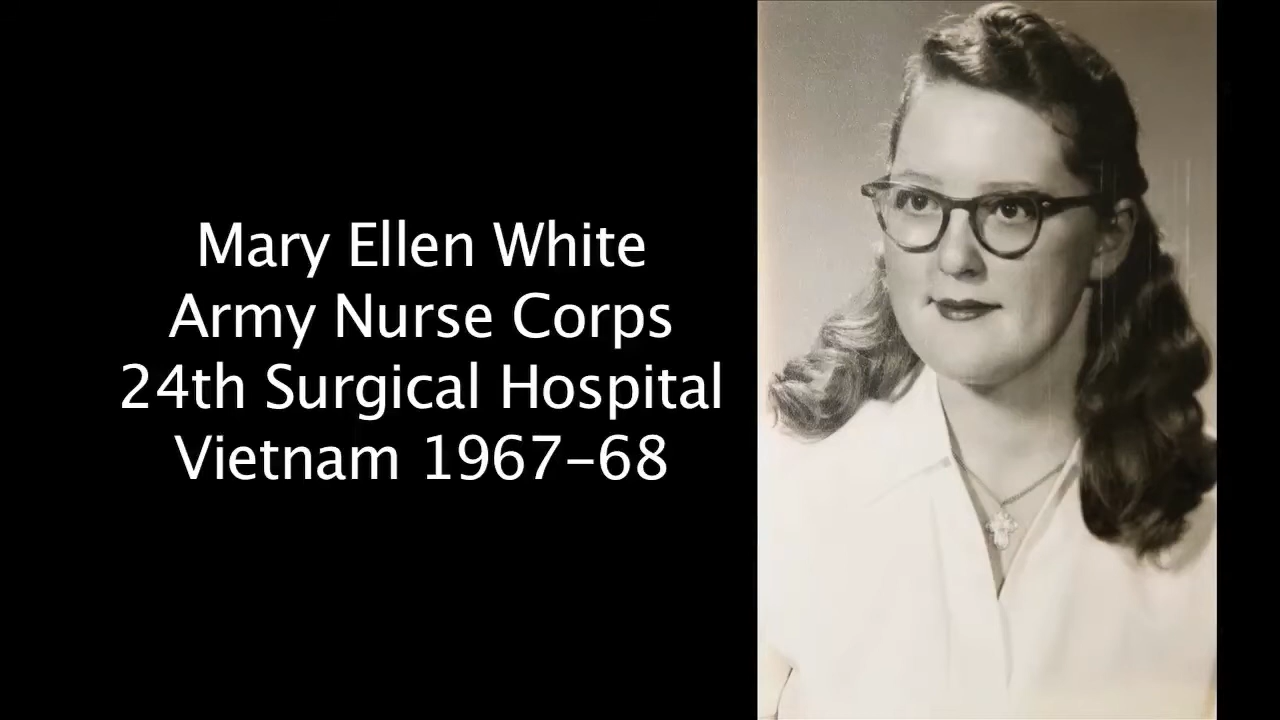 Mary Ellen White
Army Nurse Corps
24th Surgical Hospital
Vietnam 1967–68